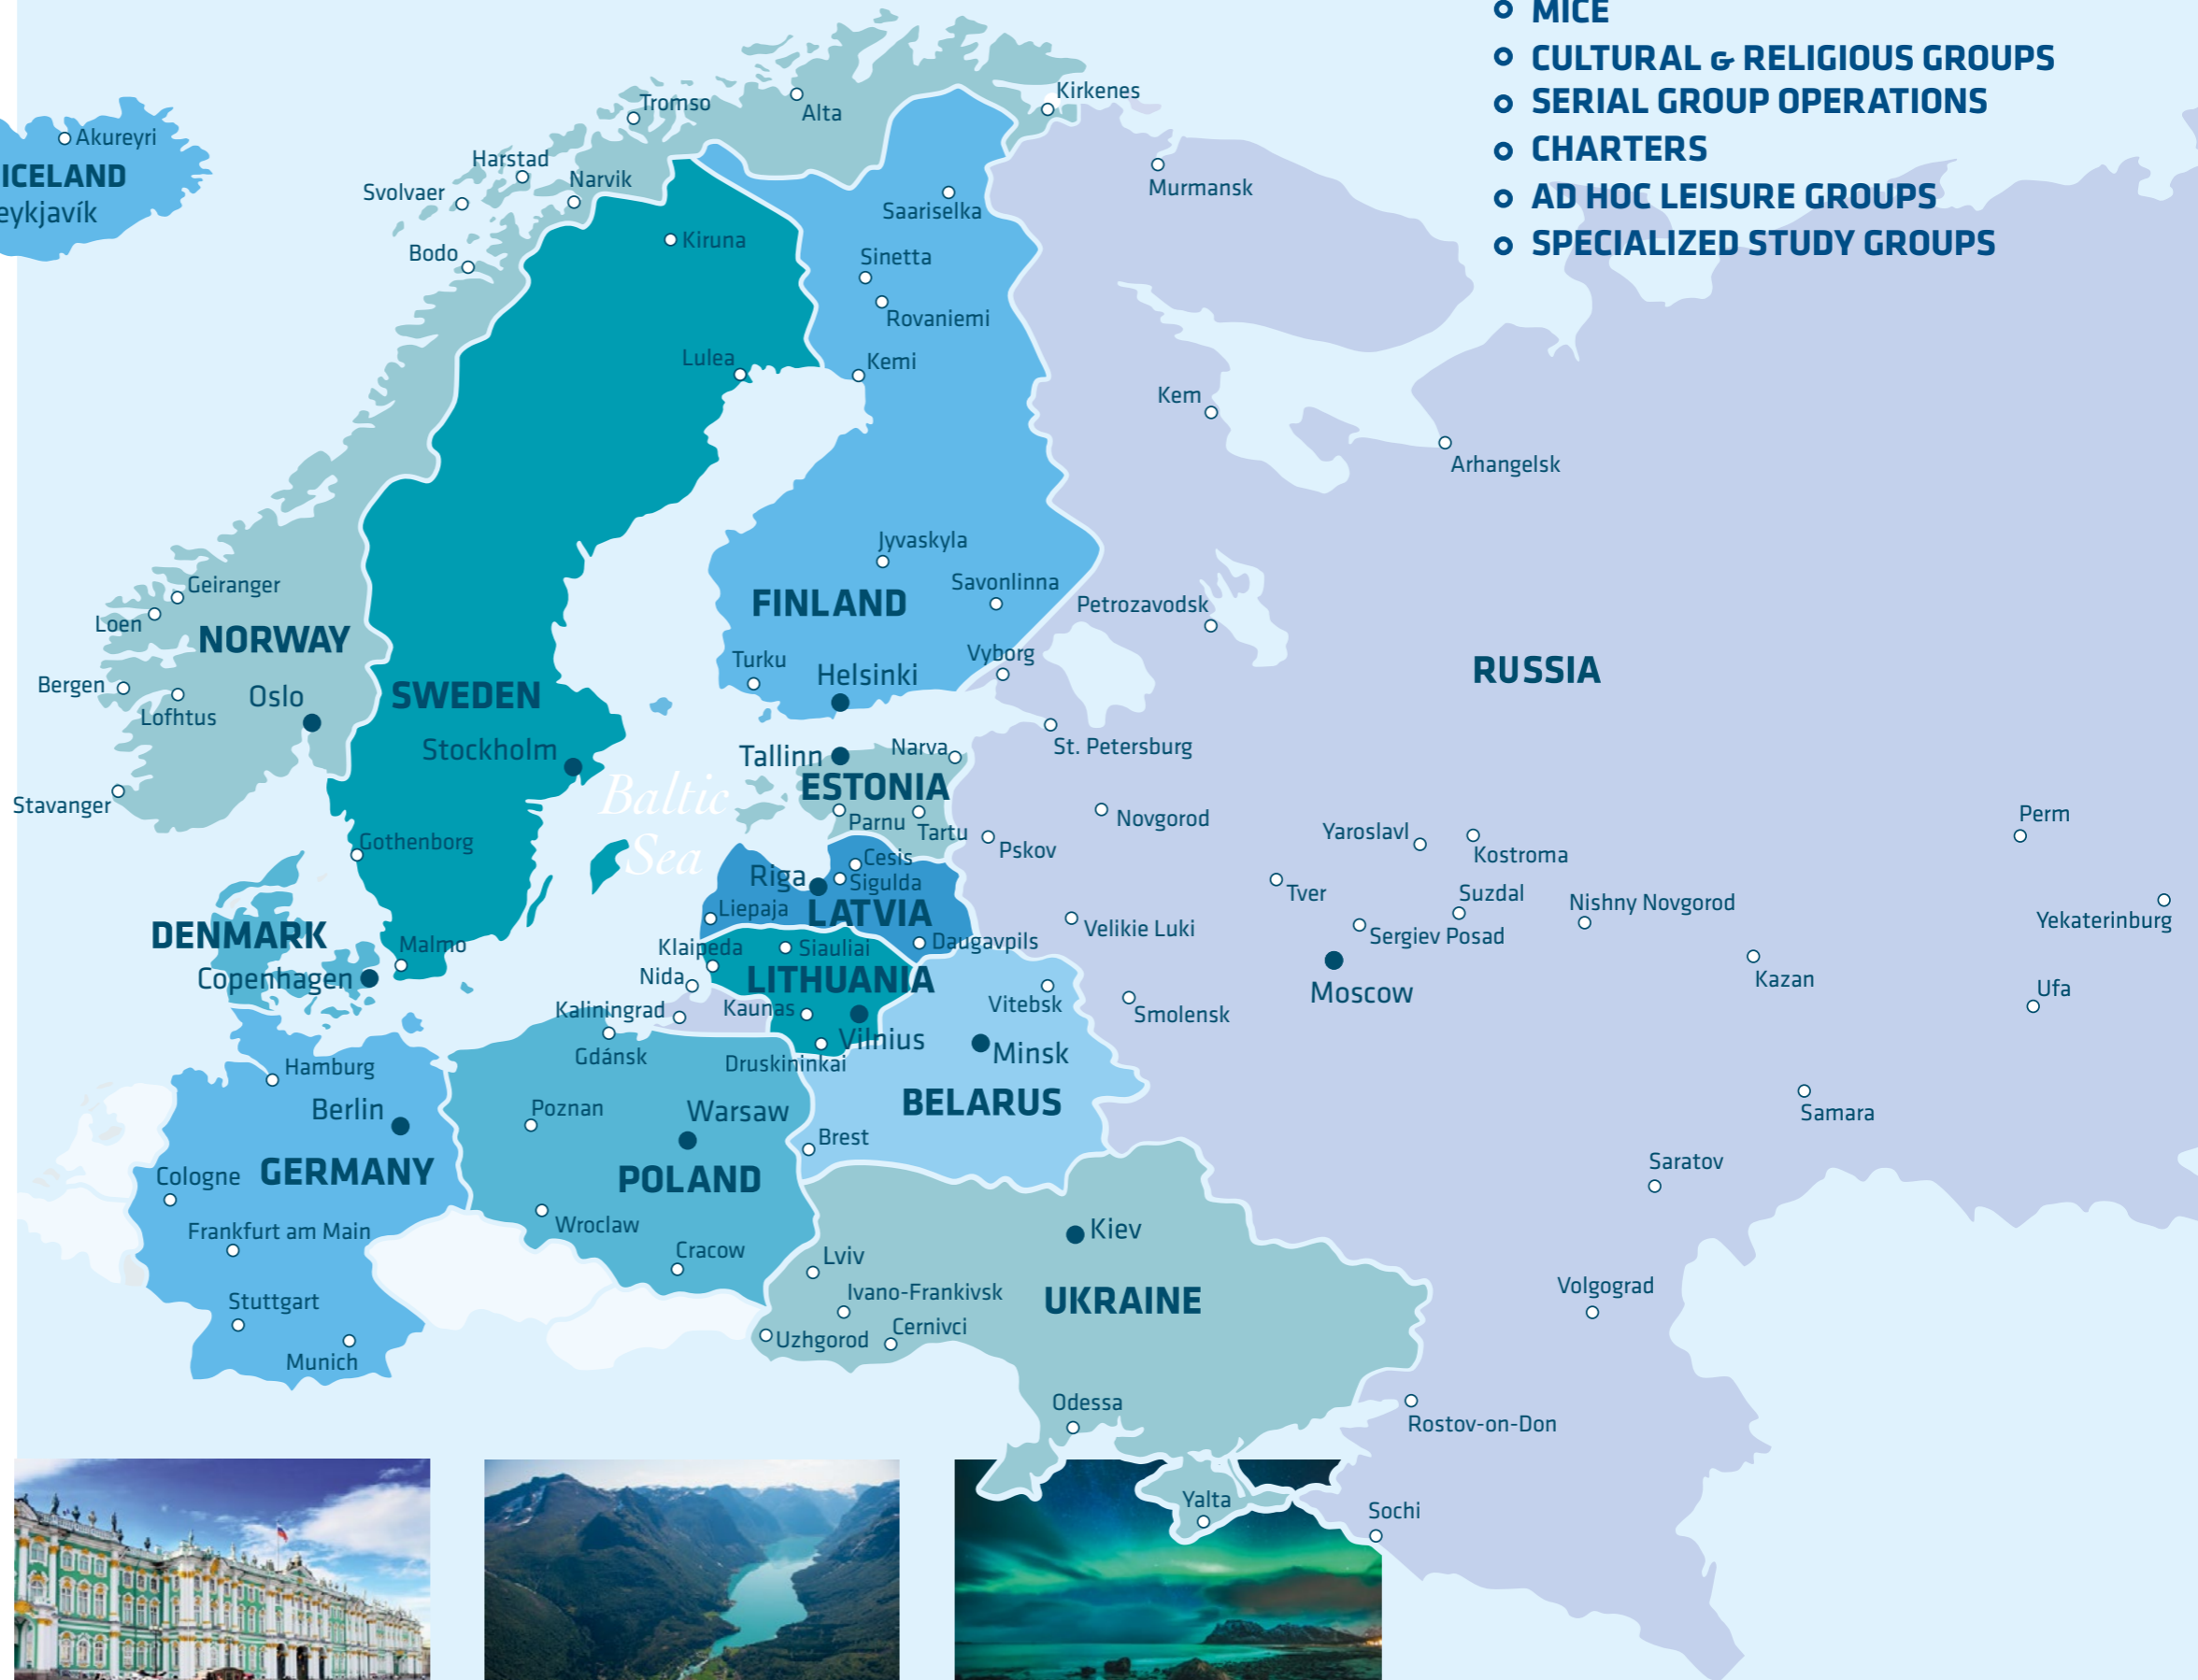 MICE
CULTURAL & RELIGIOUS GROUPS
SERIAL GROUP OPERATIONS
CHARTERS
AD HOC LEISURE GROUPS
SPECIALIZED STUDY GROUPS
Akureyri
ICELAND
eykjavík
Tromso
Alta
Kirkenes
Harstad
Narvik
Svolvaer
Bodo
Murmansk
Saariselka
Kiruna
Sinetta
Rovaniemi
Lulea
Kemi
Kem
Arhangelsk
Jyvaskyla
Savonlinna
FINLAND
Geiranger
Loen
NORWAY
Petrozavodsk
Vyborg
Turku
Helsinki
RUSSIA
Bergen
Lofhtus
Oslo
SWEDEN
Stockholm
Tallinn
Narva
St. Petersburg
ESTONIA
Baltic
Sea
Stavanger
Parnu
Tartu
Novgorod
Pskov
Yaroslavl
Kostroma
Perm
Gothenborg
Cesis
Riga
Sigulda
Liepaja
LATVIA
Tver
Suzdal
Nishny Novgorod
Yekaterinburg
Velikie Luki
Sergiev Posad
DENMARK
Malmo
Copenhagen
Klaipeda
Siauliai
Daugavpils
Nida
LITHUANIA
Moscow
Kazan
Ufa
Kaliningrad
Kaunas
Vitebsk
Smolensk
Vilnius
Gdánsk
Druskininkai
Minsk
Hamburg
Berlin
Poznan
Warsaw
BELARUS
Samara
Brest
Cologne
GERMANY
POLAND
Saratov
Frankfurt am Main
Wroclaw
Cracow
Kiev
Lviv
Ivano-Frankivsk
UKRAINE
Volgograd
Stuttgart
Munich
Uzhgorod
Cernivci
Odessa
Rostov-on-Don
Yalta
Sochi